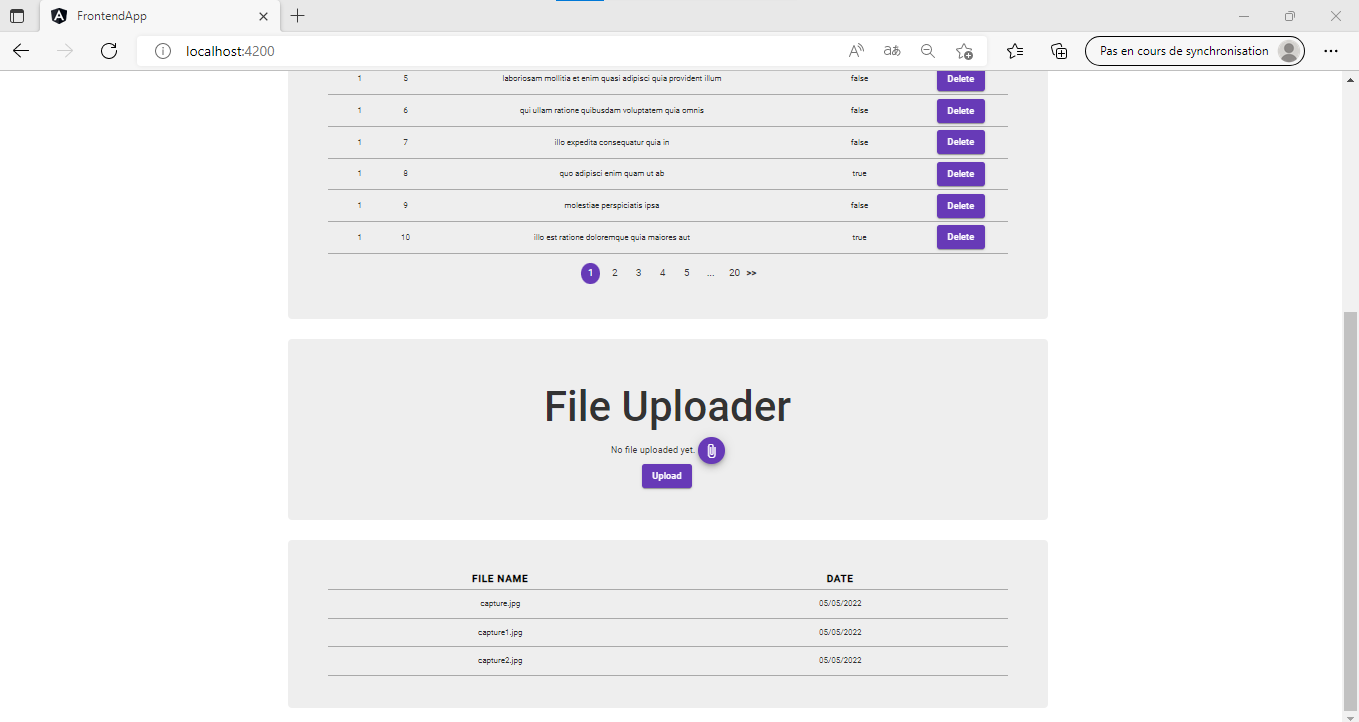 FrontendApp
localhost:4200
Pas en cours de synchronisation
1 5 laboriosam mollitia et enim quasi adipisci quia provident illum false Delete
1 6 qui ullam ratione quibusdam voluptatem quia omnis false Delete
1 7 illo expedita consequatur quia in false Delete
1 8 quo adipisci enim quam ut ab true Delete
1 9 molestiae perspiciatis ipsa false Delete
1 10 illo est ratione doloremque quia maiores aut true Delete
1 2 3 4 5 ... 20 >>
File Uploader
No file uploaded yet.
Upload
FILE NAME DATE
capture.jpg 05/05/2022
capture1.jpg 05/05/2022
capture2.jpg 05/05/2022